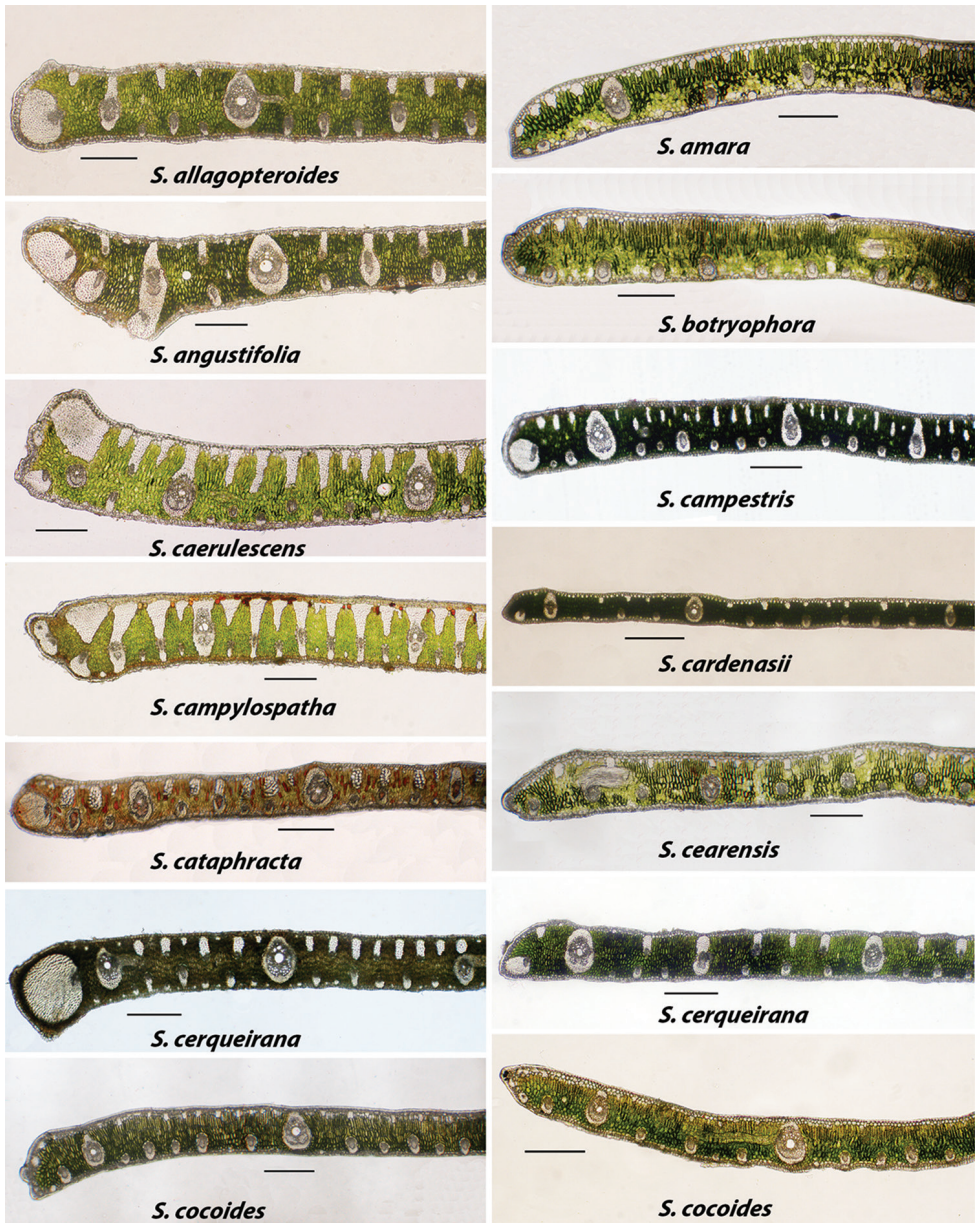 S. allagopteroides
S. amara
S. angustifolia
S. botryophora
S. caerulescens
S. campestris
S. campylospatha
S. cardenasii
S. cataphracta
S. cearensis
S. cerqueirana
S. cerqueirana
S. cocoides
S. cocoides